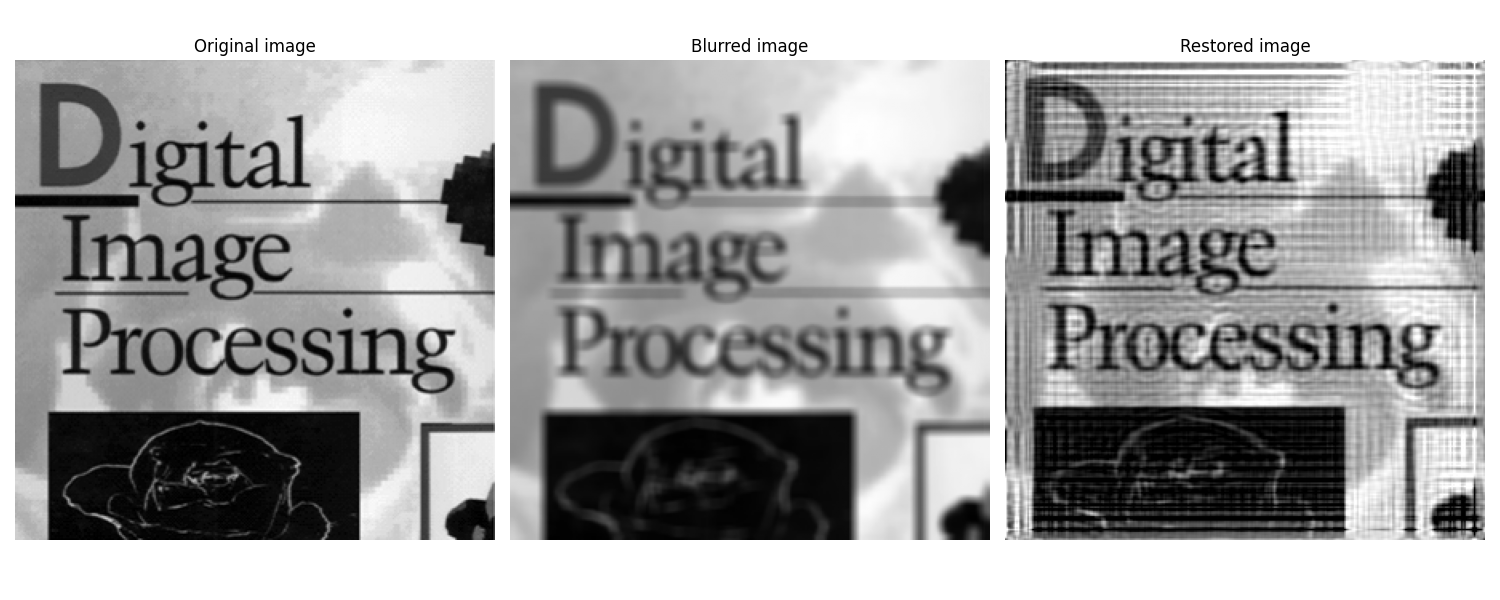 Original image
Blurred image
Restored image
Digital
Image
Processing
Digital
Image
Processing
Digital
Image
Processing